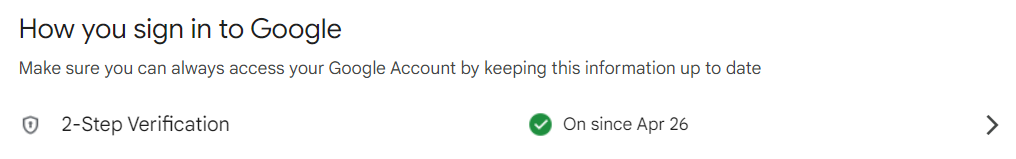 How you sign in to Google
Make sure you can always access your Google Account by keeping this information up to date
2-Step Verification On since Apr 26